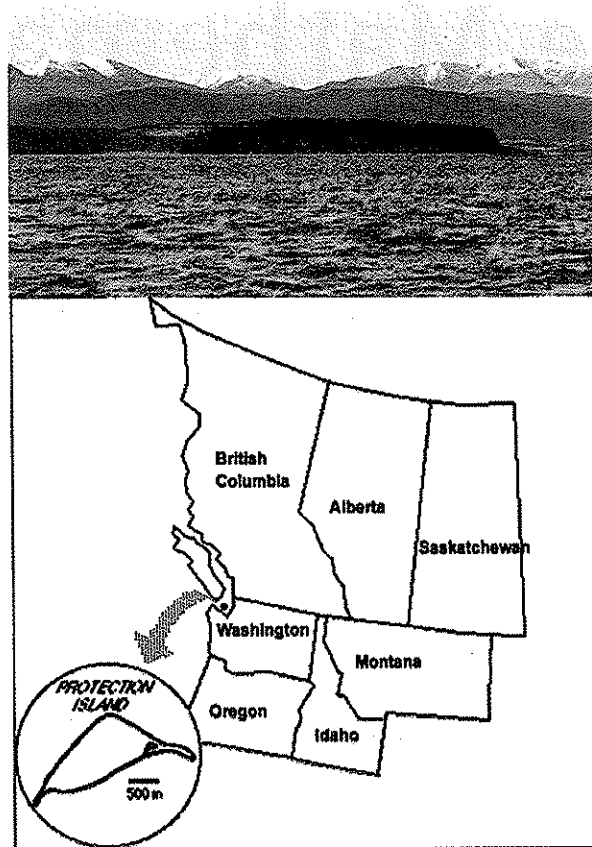 British
Columbia
Alberta
Saskatchewan
Washington
Montana
Oregon
Idaho
PROTECTION
ISLAND
500 m